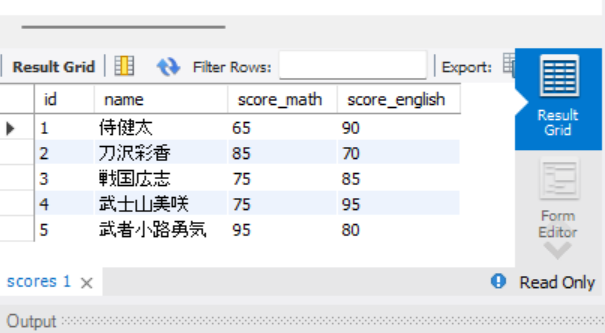 Result Grid Filter Rows: Export:
id name score_math score_english
1 侍健太 65 90
2 刀沢彩香 85 70
3 戦国広志 75 85
4 武士山美咲 75 95
5 武者小路勇気 95 80
Result
Grid
Form
Editor
scores 1
Read Only
Output